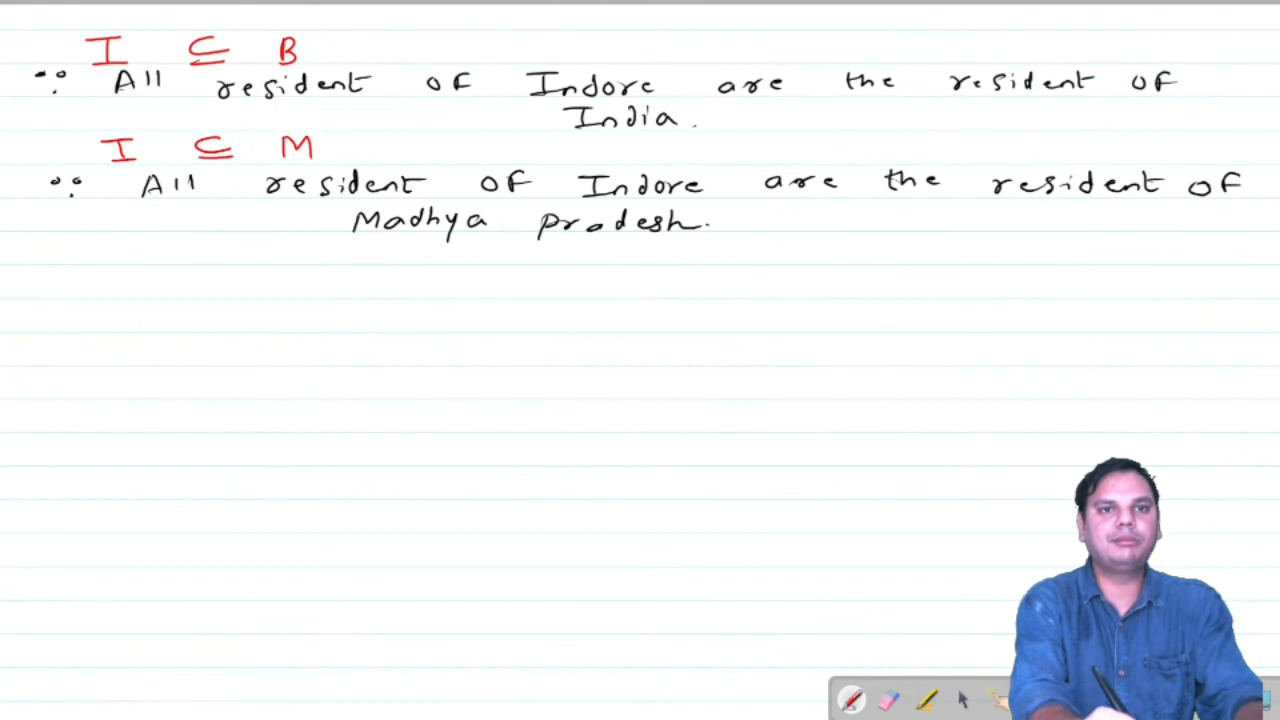 I ⊆ B
∵ All resident of Indore are the resident of
India.
I ⊆ M
∵ All resident of Indore are the resident of
Madhya pradesh.